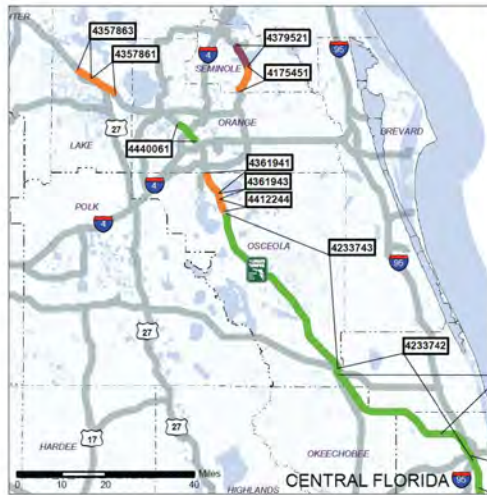 NTER
4357863
4357861
4
4379521
SEMINOLE
4175451
95
27
ORANGE
BREVARD
LAKE
4440061
4361941
4
4361943
4412244
POLK
4
4233743
OSCEOLA
95
4233742
27
27
HARDEE
17
OKEECHOBEE
0 10 20 40
Miles
CENTRAL FLORIDA 95
HIGHLANDS